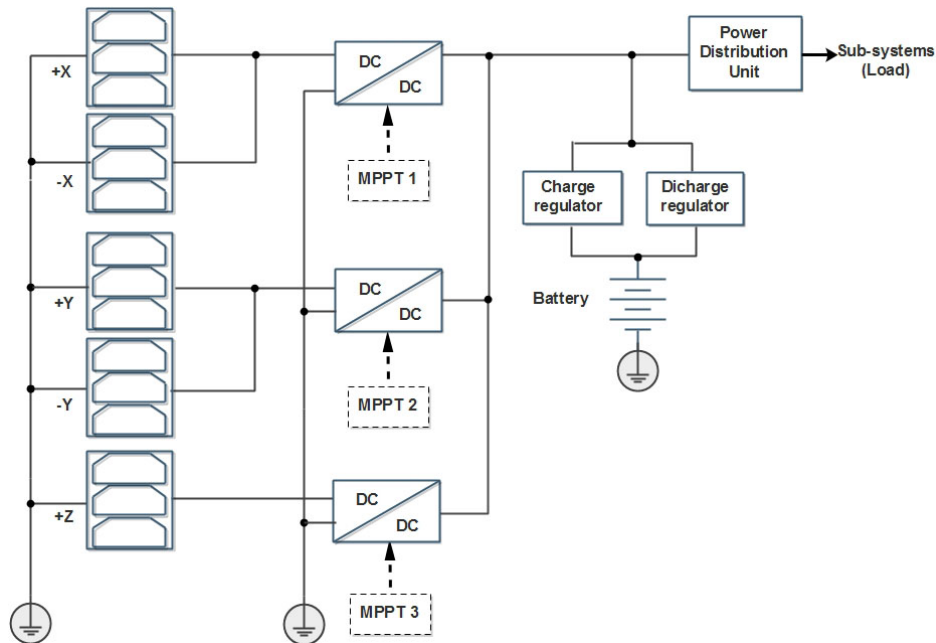 +X
-X
+Y
-Y
+Z
DC
DC
MPPT 1
DC
DC
MPPT 2
DC
DC
MPPT 3
Power
Distribution
Unit
Sub-systems
(Load)
Charge
regulator
Dicharge
regulator
Battery